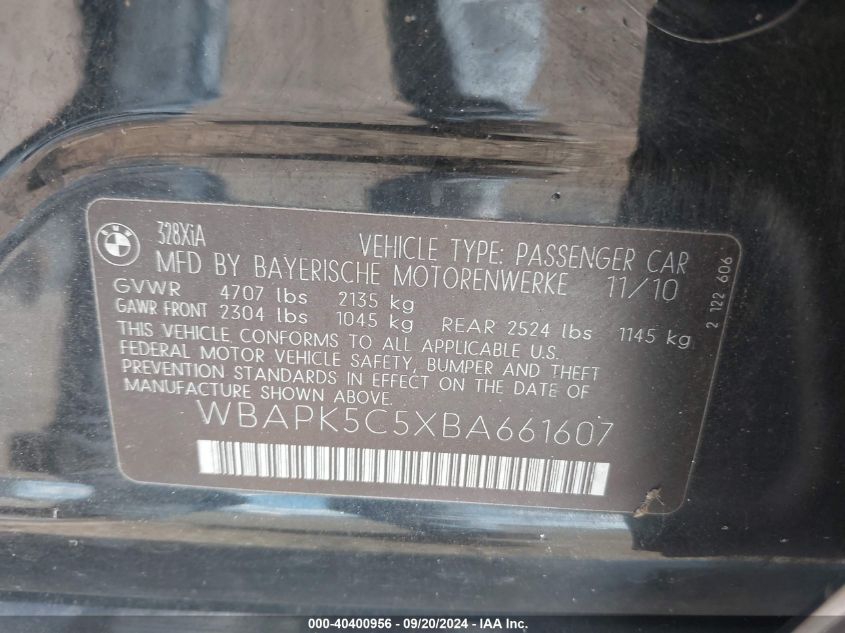 BMW
328XiA
VEHICLE TYPE: PASSENGER CAR
MFD BY BAYERISCHE MOTORENWERKE 11/10
GVWR 4707 lbs 2135 kg
GAWR FRONT 2304 lbs 1045 kg REAR 2524 lbs 1145 kg
THIS VEHICLE CONFORMS TO ALL APPLICABLE U.S.
FEDERAL MOTOR VEHICLE SAFETY, BUMPER AND THEFT
PREVENTION STANDARDS IN EFFECT ON THE DATE OF
MANUFACTURE SHOWN ABOVE.
WBAPK5C5XBA661607
2 122 606
000-40400956 - 09/20/2024 - IAA Inc.